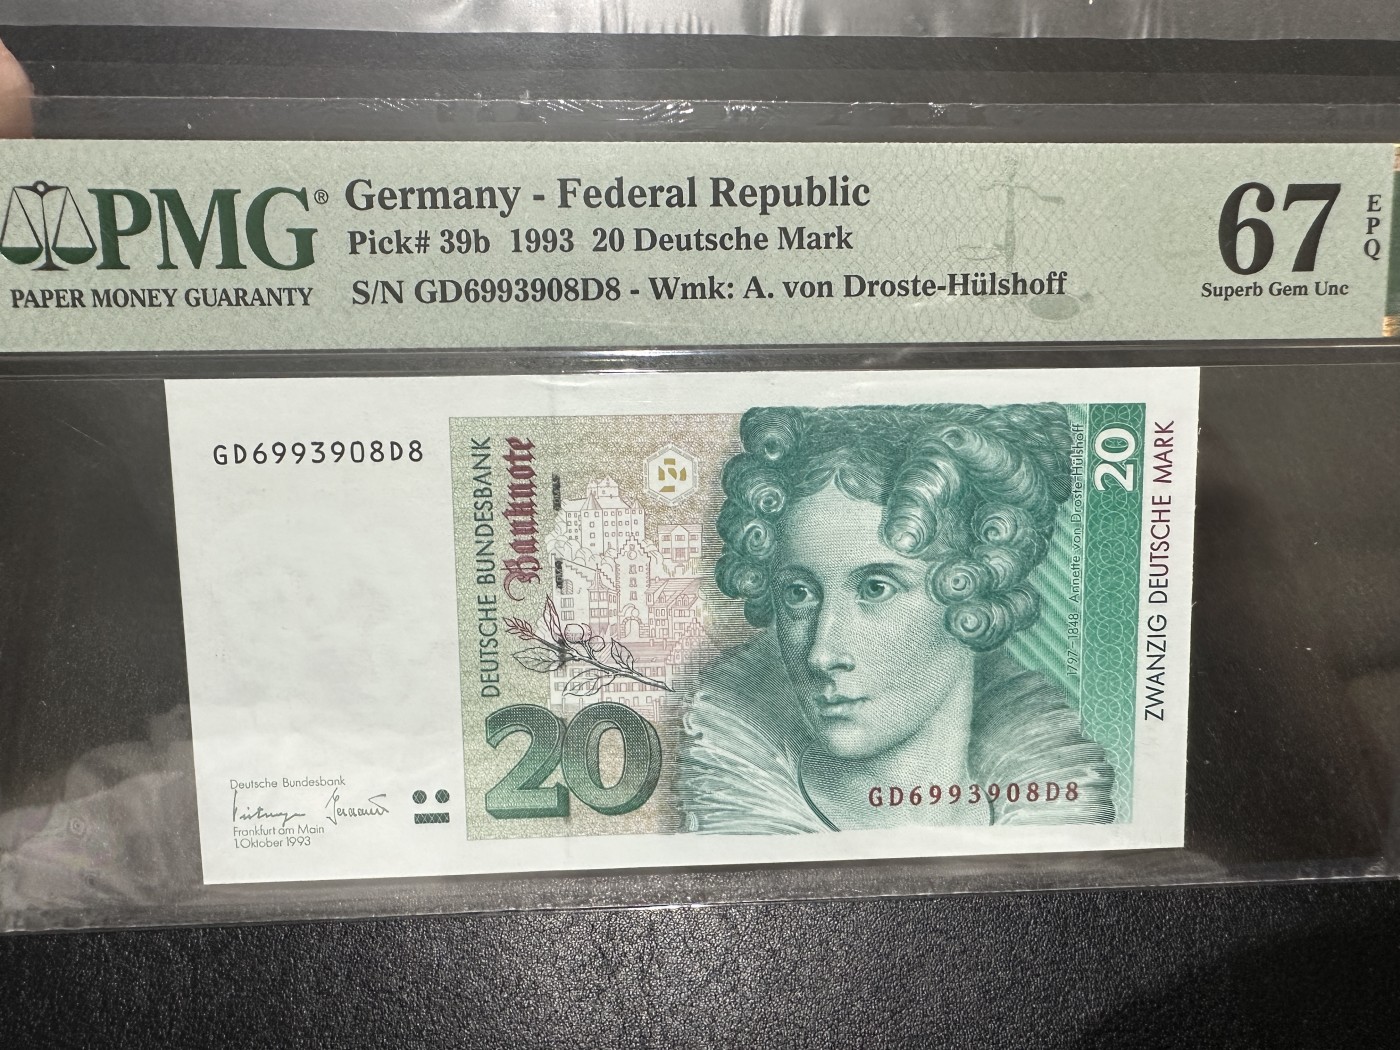 PMG®
PAPER MONEY GUARANTY
Germany - Federal Republic
Pick# 39b 1993 20 Deutsche Mark
S/N GD6993908D8 - Wmk: A. von Droste-Hülshoff
67
EPQ
Superb Gem Unc
GD6993908D8
DEUTSCHE BUNDESBANK
Banknote
20
Deutsche Bundesbank
Frankfurt am Main
1.Oktober 1993
1797–1848 Annette von Droste-Hülshoff
20
ZWANZIG DEUTSCHE MARK
GD6993908D8